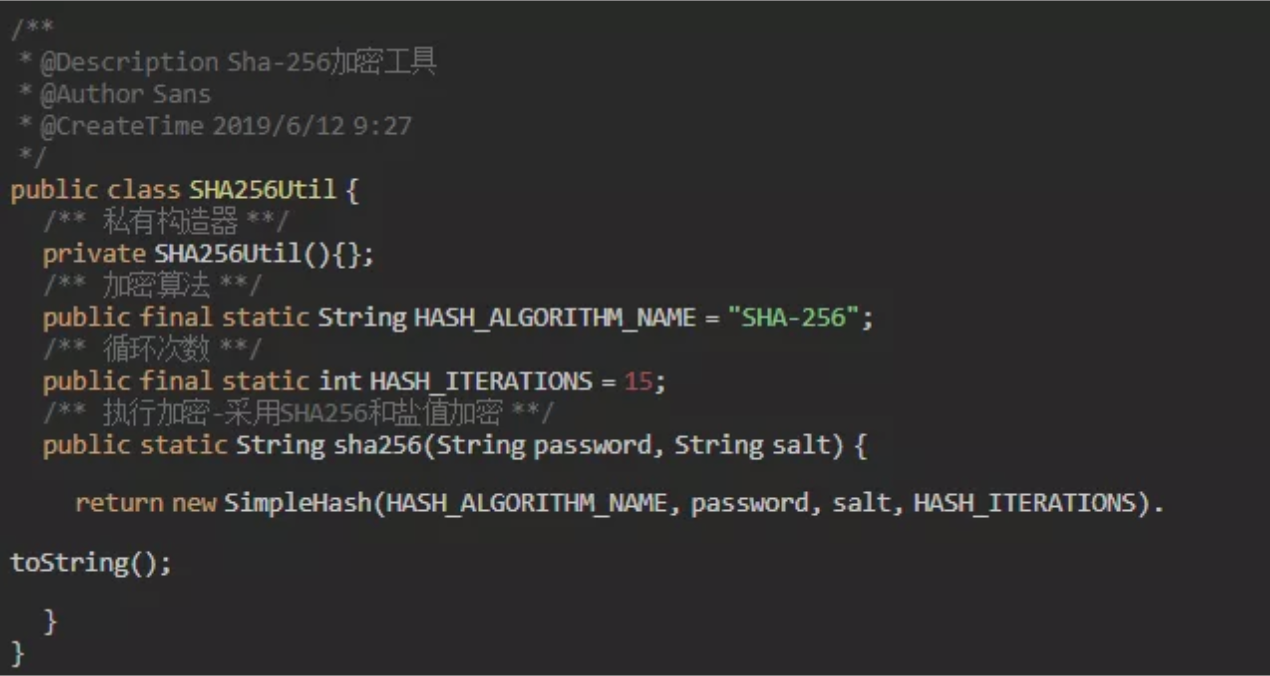 /**
 * @Description Sha-256加密工具
 * @Author Sans
 * @CreateTime 2019/6/12 9:27
 */
public class SHA256Util {
  /** 私有构造器 **/
  private SHA256Util(){};
  /** 加密算法 **/
  public final static String HASH_ALGORITHM_NAME = "SHA-256";
  /** 循环次数 **/
  public final static int HASH_ITERATIONS = 15;
  /** 执行加密-采用SHA256和盐值加密 **/
  public static String sha256(String password, String salt) {
    return new SimpleHash(HASH_ALGORITHM_NAME, password, salt, HASH_ITERATIONS).
toString();
  }
}